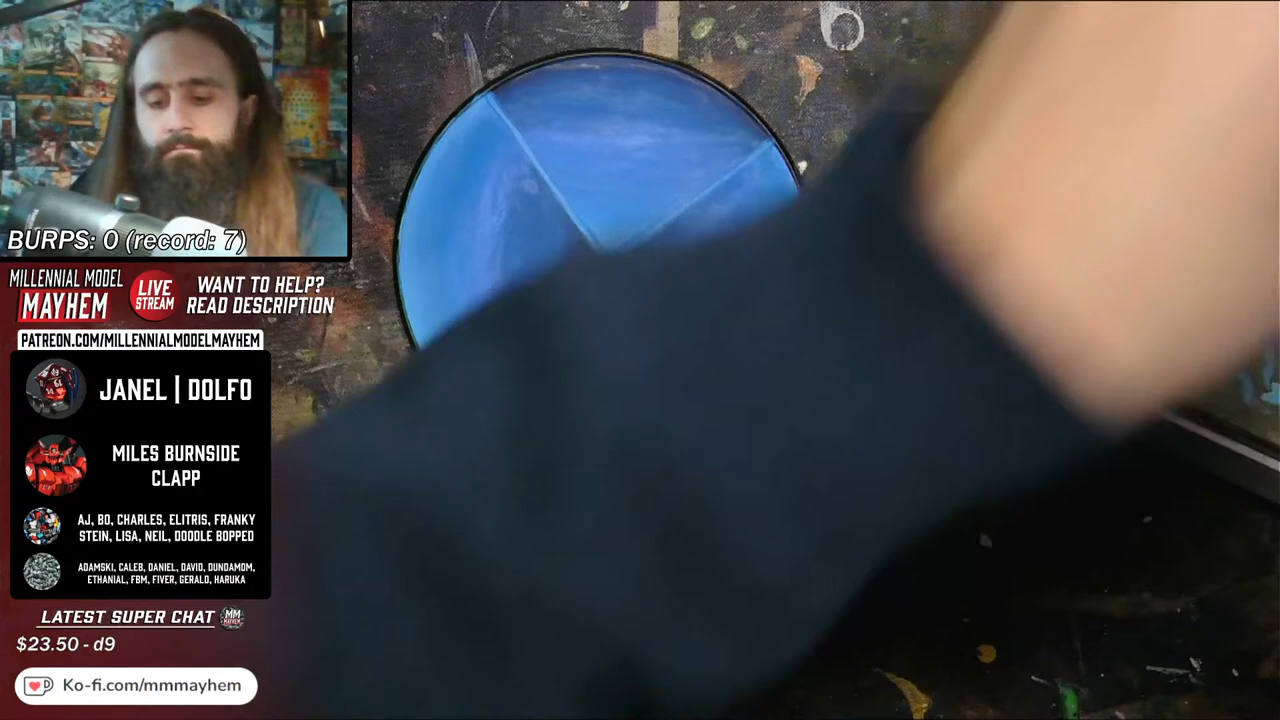 BURPS: 0 (record: 7)
MILLENNIAL MODEL
MAYHEM
LIVE
STREAM
WANT TO HELP?
READ DESCRIPTION
PATREON.COM/MILLENNIALMODELMAYHEM
JANEL | DOLFO
MILES BURNSIDE
CLAPP
AJ, BO, CHARLES, ELITRIS, FRANKY
STEIN, LISA, NEIL, DOODLE BOPPED
ADAMSKI, CALEB, DANIEL, DAVID, DUNDAMOM,
ETHANIAL, FBM, FIVER, GERALD, HARUKA
LATEST SUPER CHAT
MM
MAYHEM
$23.50 - d9
Ko-fi.com/mmmayhem